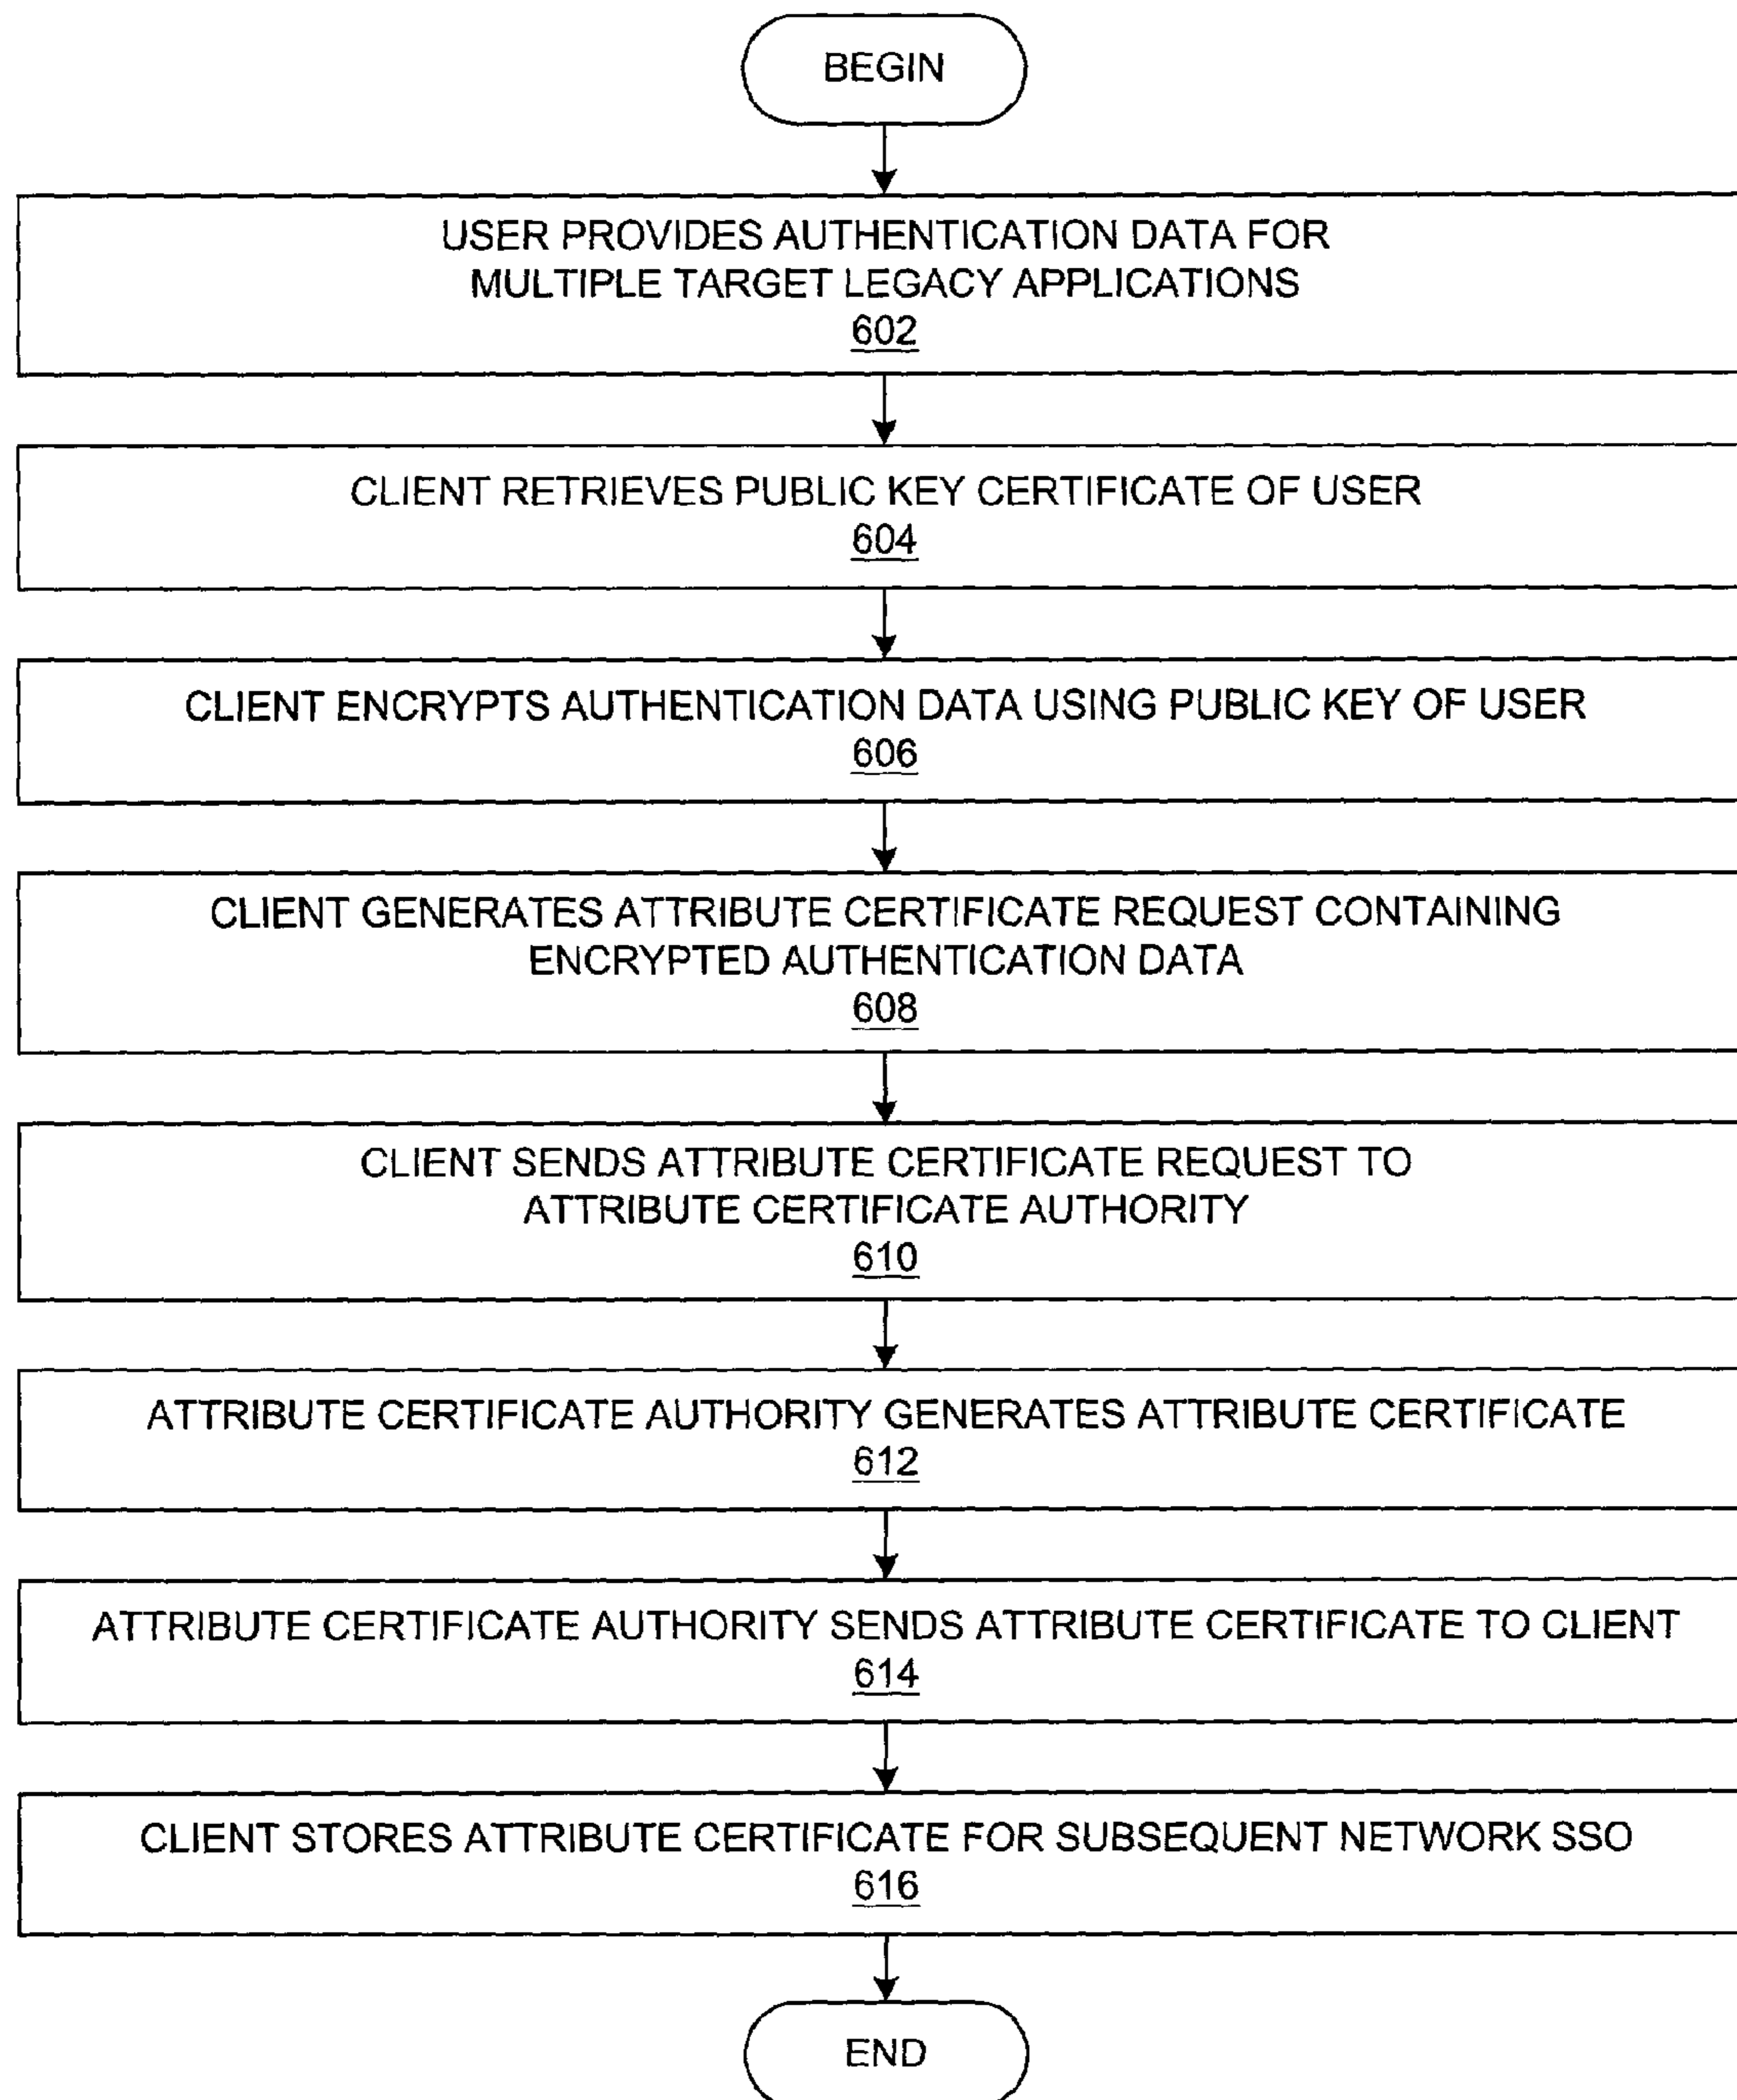 BEGIN
USER PROVIDES AUTHENTICATION DATA FOR
MULTIPLE TARGET LEGACY APPLICATIONS
602
CLIENT RETRIEVES PUBLIC KEY CERTIFICATE OF USER
604
CLIENT ENCRYPTS AUTHENTICATION DATA USING PUBLIC KEY OF USER
606
CLIENT GENERATES ATTRIBUTE CERTIFICATE REQUEST CONTAINING
ENCRYPTED AUTHENTICATION DATA
608
CLIENT SENDS ATTRIBUTE CERTIFICATE REQUEST TO
ATTRIBUTE CERTIFICATE AUTHORITY
610
ATTRIBUTE CERTIFICATE AUTHORITY GENERATES ATTRIBUTE CERTIFICATE
612
ATTRIBUTE CERTIFICATE AUTHORITY SENDS ATTRIBUTE CERTIFICATE TO CLIENT
614
CLIENT STORES ATTRIBUTE CERTIFICATE FOR SUBSEQUENT NETWORK SSO
616
END